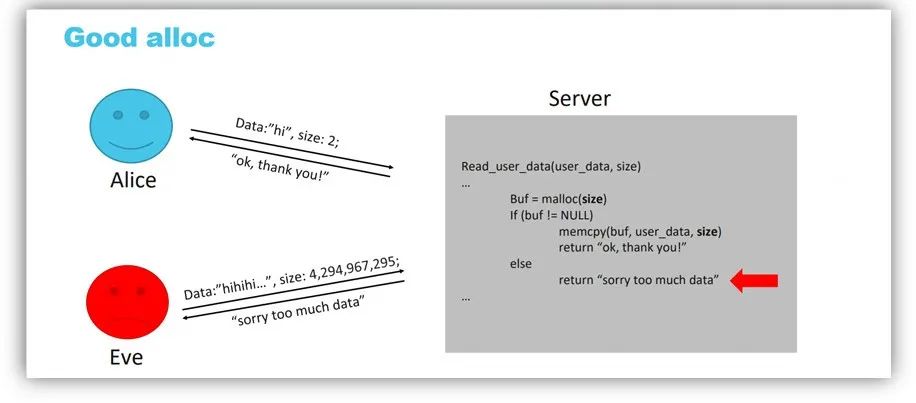 Good alloc
Data:”hi”, size: 2;
“ok, thank you!”
Alice
Data:”hihihi...”, size: 4,294,967,295;
“sorry too much data”
Eve
Server
Read_user_data(user_data, size)
...
Buf = malloc(size)
If (buf != NULL)
memcpy(buf, user_data, size)
return “ok, thank you!”
else
return “sorry too much data”
...